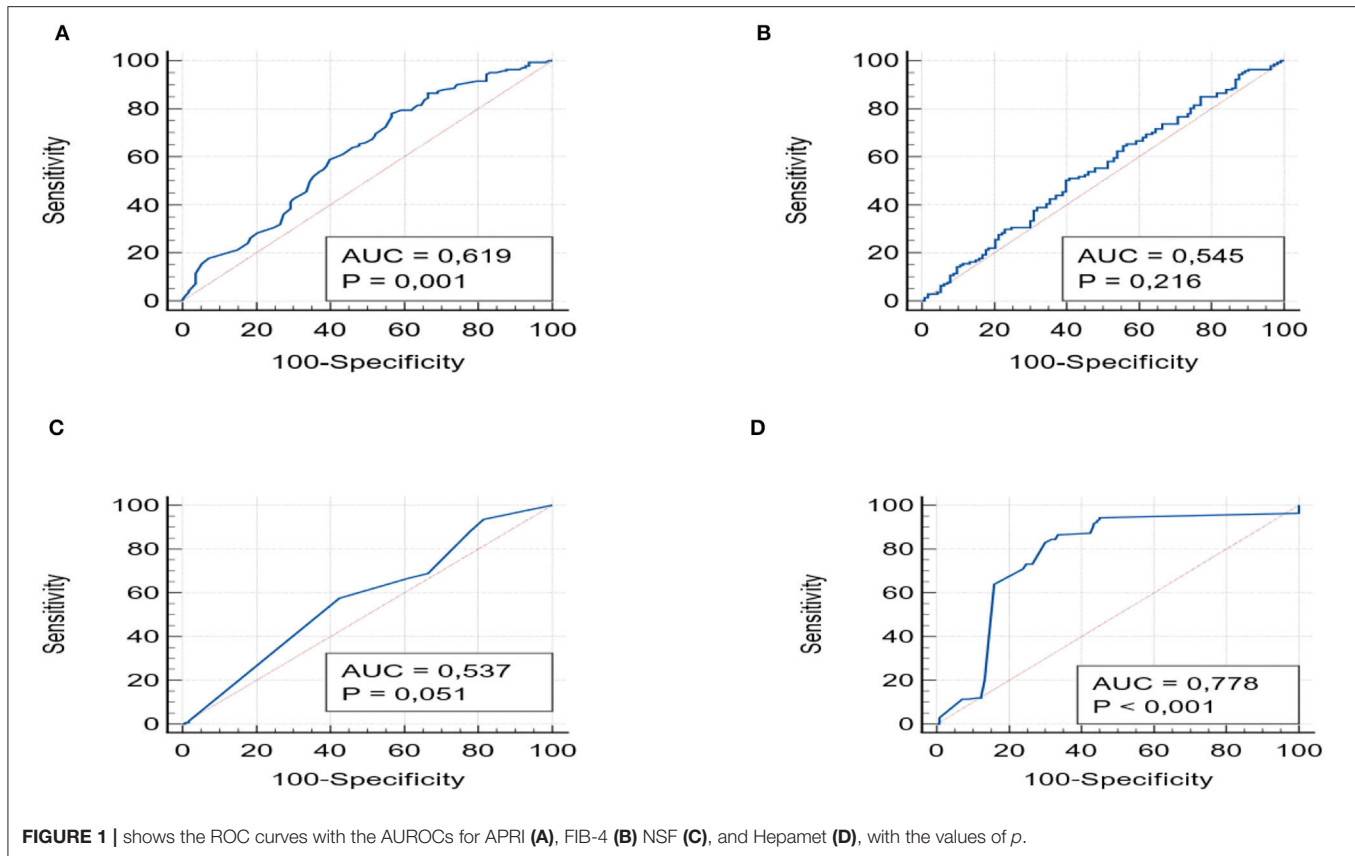 A
100
80
60
40
20
0
Sensitivity
AUC = 0,619
P = 0,001
0 20 40 60 80 100
100-Specificity
B
100
80
60
40
20
0
Sensitivity
AUC = 0,545
P = 0,216
0 20 40 60 80 100
100-Specificity
C
100
80
60
40
20
0
Sensitivity
AUC = 0,537
P = 0,051
0 20 40 60 80 100
100-Specificity
D
100
80
60
40
20
0
Sensitivity
AUC = 0,778
P < 0,001
0 20 40 60 80 100
100-Specificity
FIGURE 1 | shows the ROC curves with the AUROCs for APRI (A), FIB-4 (B) NSF (C), and Hepamet (D), with the values of p.